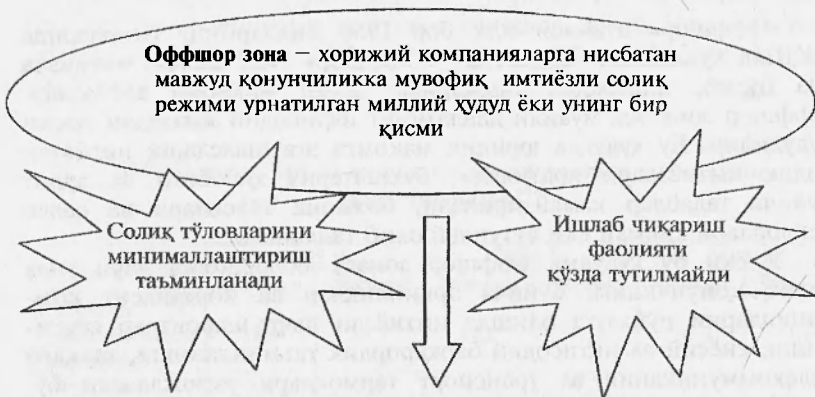 Оффшор зона — хорижий компанияларга нисбатан
мавжуд қонунчиликка мувофиқ имтиёзли солиқ
режими урнатилган миллий ҳудуд ёки унинг бир
қисми
Солиқ тўловларини
минималлаштириш
таъминланади
Ишлаб чиқариш
фаолияти
кўзда тутилмайди